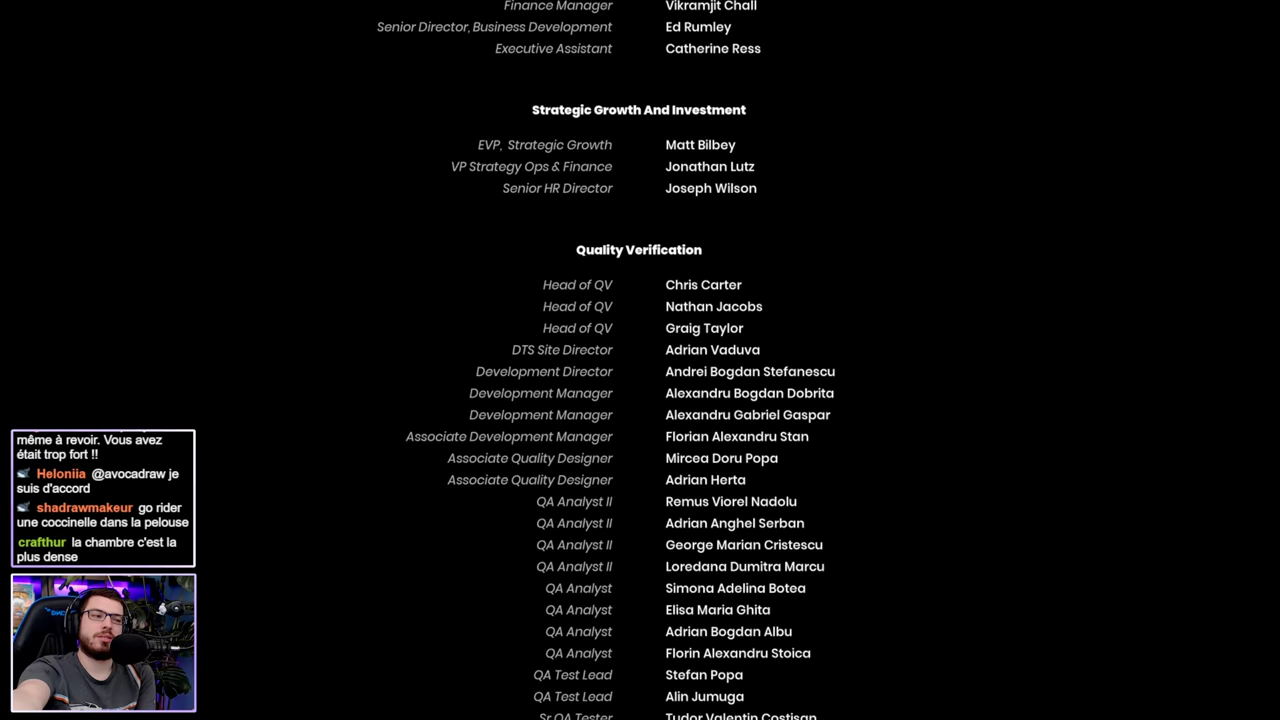 Finance Manager Vikramjit Chall
Senior Director, Business Development Ed Rumley
Executive Assistant Catherine Ress
Strategic Growth And Investment
EVP, Strategic Growth Matt Bilbey
VP Strategy Ops & Finance Jonathan Lutz
Senior HR Director Joseph Wilson
Quality Verification
Head of QV Chris Carter
Head of QV Nathan Jacobs
Head of QV Graig Taylor
DTS Site Director Adrian Vaduva
Development Director Andrei Bogdan Stefanescu
Development Manager Alexandru Bogdan Dobrita
Development Manager Alexandru Gabriel Gaspar
Associate Development Manager Florian Alexandru Stan
Associate Quality Designer Mircea Doru Popa
Associate Quality Designer Adrian Herta
QA Analyst II Remus Viorel Nadolu
QA Analyst II Adrian Anghel Serban
QA Analyst II George Marian Cristescu
QA Analyst II Loredana Dumitra Marcu
QA Analyst Simona Adelina Botea
QA Analyst Elisa Maria Ghita
QA Analyst Adrian Bogdan Albu
QA Analyst Florin Alexandru Stoica
QA Test Lead Stefan Popa
QA Test Lead Alin Jumuga
Sr QA Tester Tudor Valentin Costisan
même à revoir. Vous avez
était trop fort !!
Heloniia @avocadraw je
suis d'accord
shadrawmakeur go rider
une coccinelle dans la pelouse
crafthur la chambre c'est la
plus dense